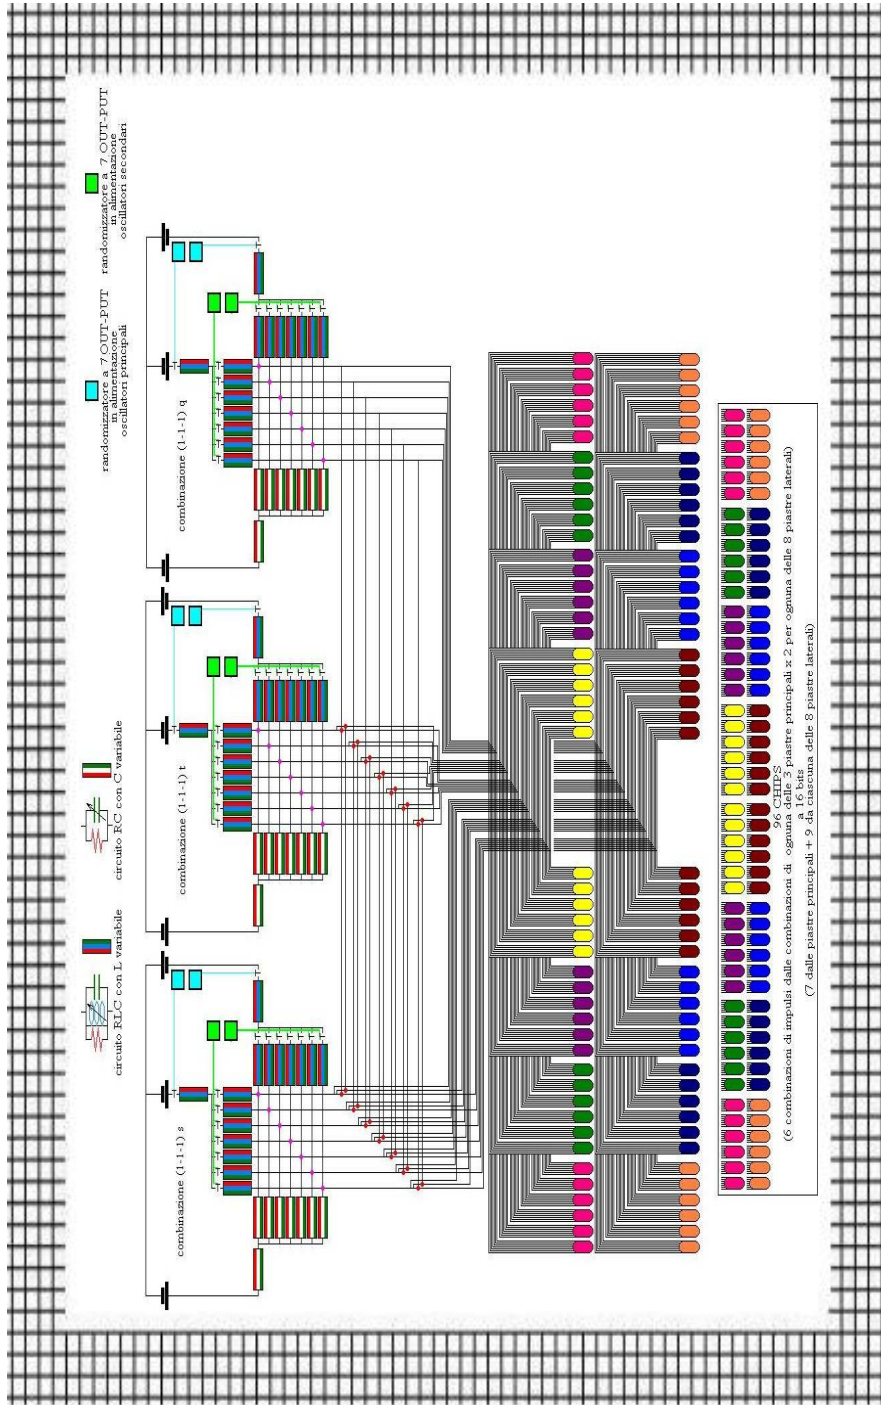 circuito RLC con L variabile
circuito RC con C variabile
randomizzatore a 7 OUT-PUT
in alimentazione
oscillatori principali
randomizzatore a 7 OUT-PUT
in alimentazione
oscillatori secondari
combinazione (1-1-1) s
combinazione (1-1-1) t
combinazione (1-1-1) q
96 CHIPS
a 16 bits
(6 combinazioni di impulsi dalle combinazioni di ognuna delle 3 piastre principali x 2 per ognuna delle 8 piastre laterali)
(7 dalle piastre principali + 9 da ciascuna delle 8 piastre laterali)